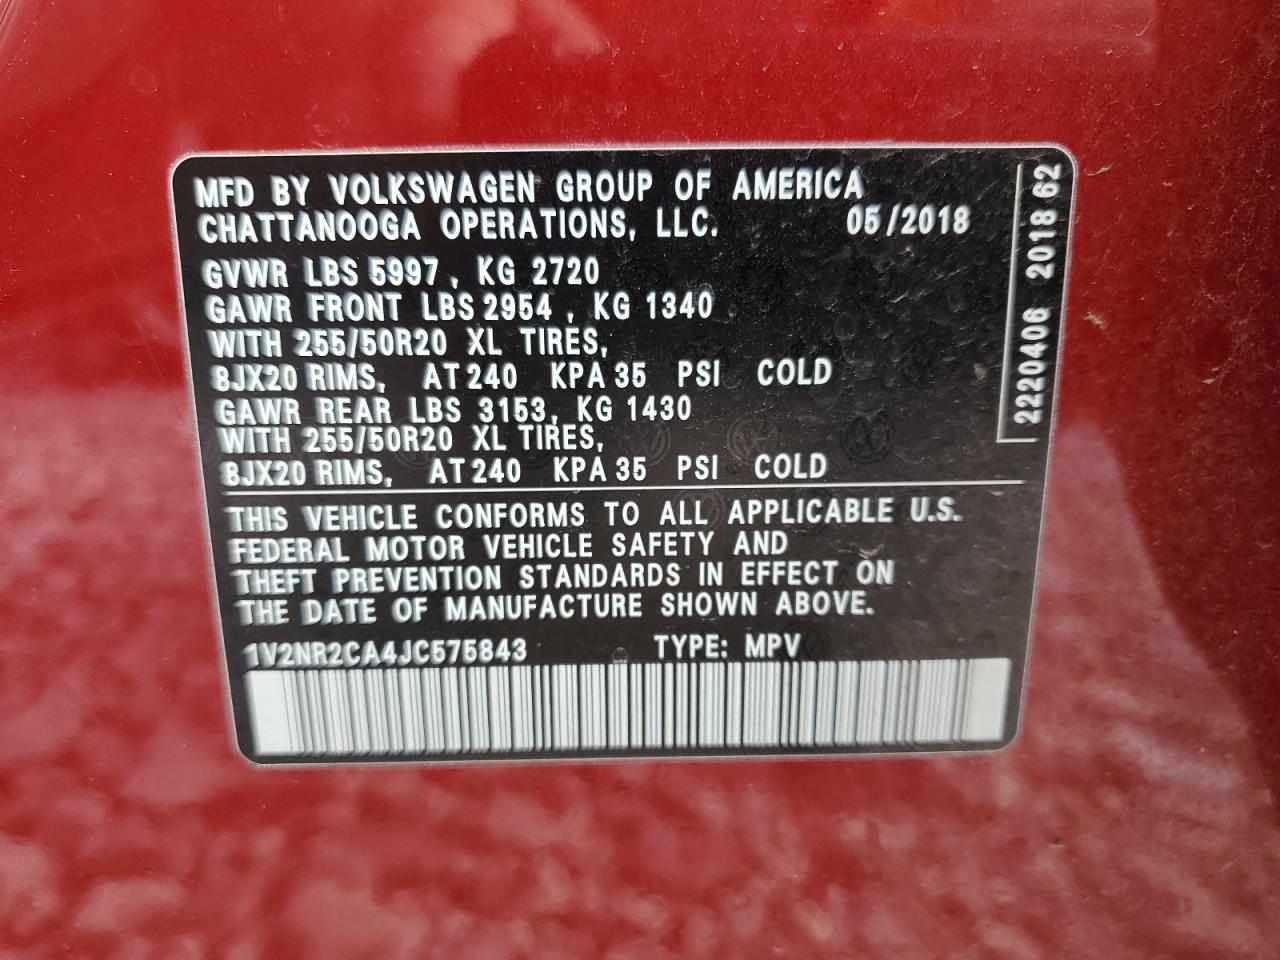 MFD BY VOLKSWAGEN GROUP OF AMERICA
CHATTANOOGA OPERATIONS, LLC. 05/2018
GVWR LBS 5997, KG 2720
GAWR FRONT LBS 2954, KG 1340
WITH 255/50R20 XL TIRES,
8JX20 RIMS, AT 240 KPA 35 PSI COLD
GAWR REAR LBS 3153, KG 1430
WITH 255/50R20 XL TIRES,
8JX20 RIMS, AT 240 KPA 35 PSI COLD
THIS VEHICLE CONFORMS TO ALL APPLICABLE U.S.
FEDERAL MOTOR VEHICLE SAFETY AND
THEFT PREVENTION STANDARDS IN EFFECT ON
THE DATE OF MANUFACTURE SHOWN ABOVE.
1V2NR2CA4JC575843 TYPE: MPV
2220406 2018 62